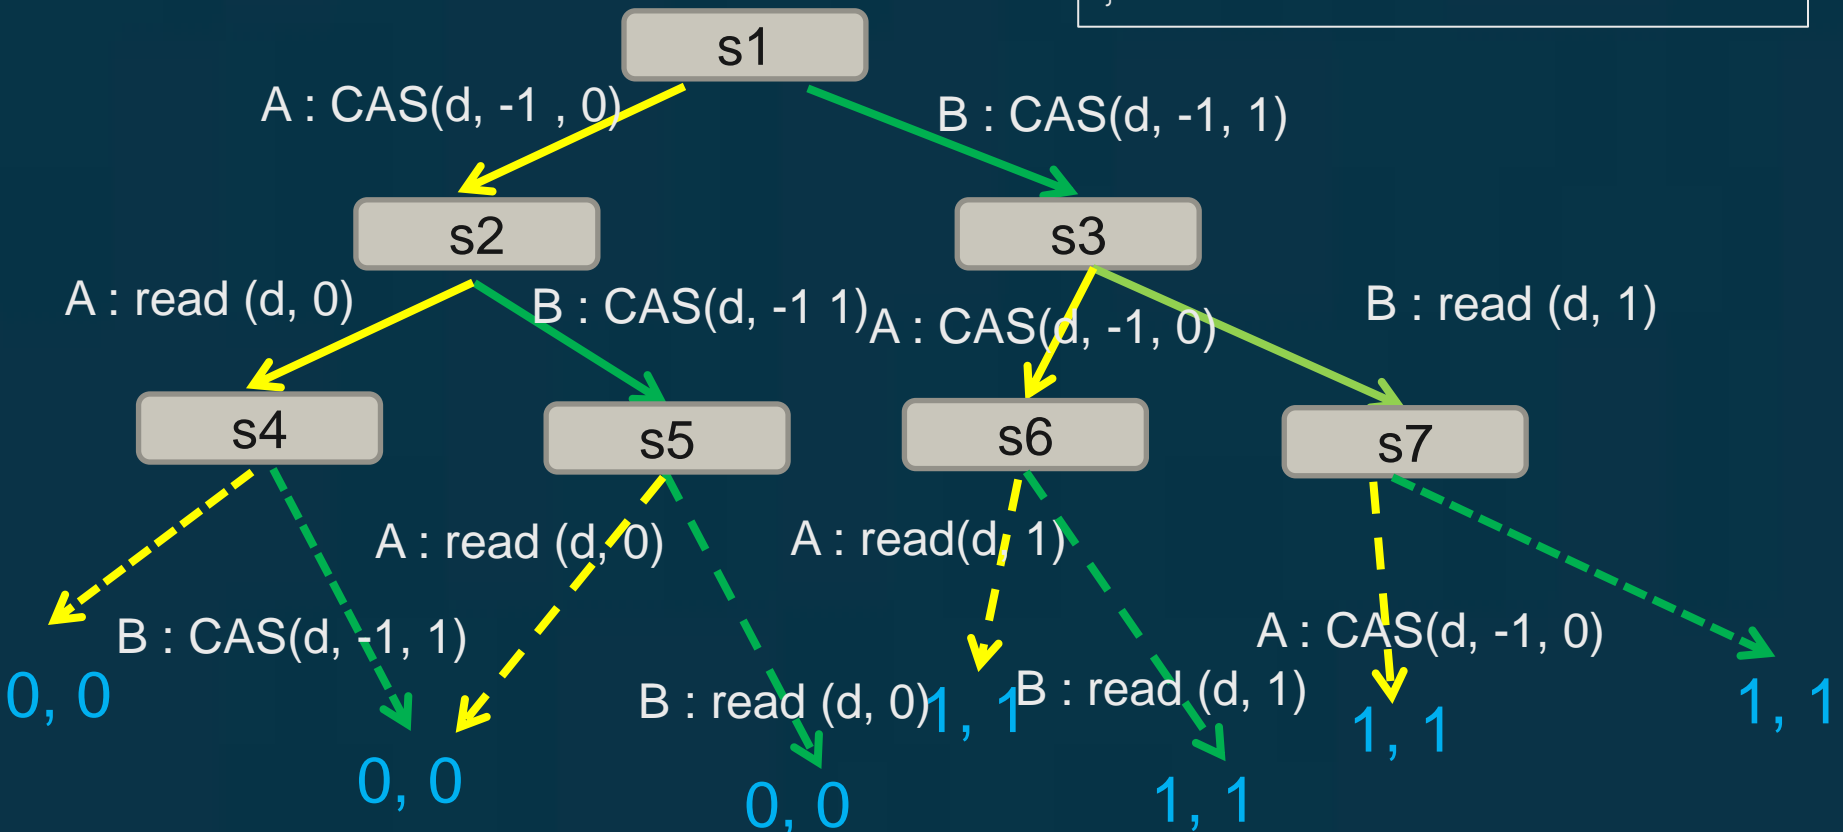 }
s1
A : CAS(d, -1 , 0)
B : CAS(d, -1, 1)
s2
s3
A : read (d, 0)
B : CAS(d, -1 1)
A : CAS(d, -1, 0)
B : read (d, 1)
s4
s5
s6
s7
A : read (d, 0)
A : read(d, 1)
B : CAS(d, -1, 1)
A : CAS(d, -1, 0)
0, 0
B : read (d, 0)
1, 1
B : read (d, 1)
1, 1
1, 1
0, 0
0, 0
1, 1